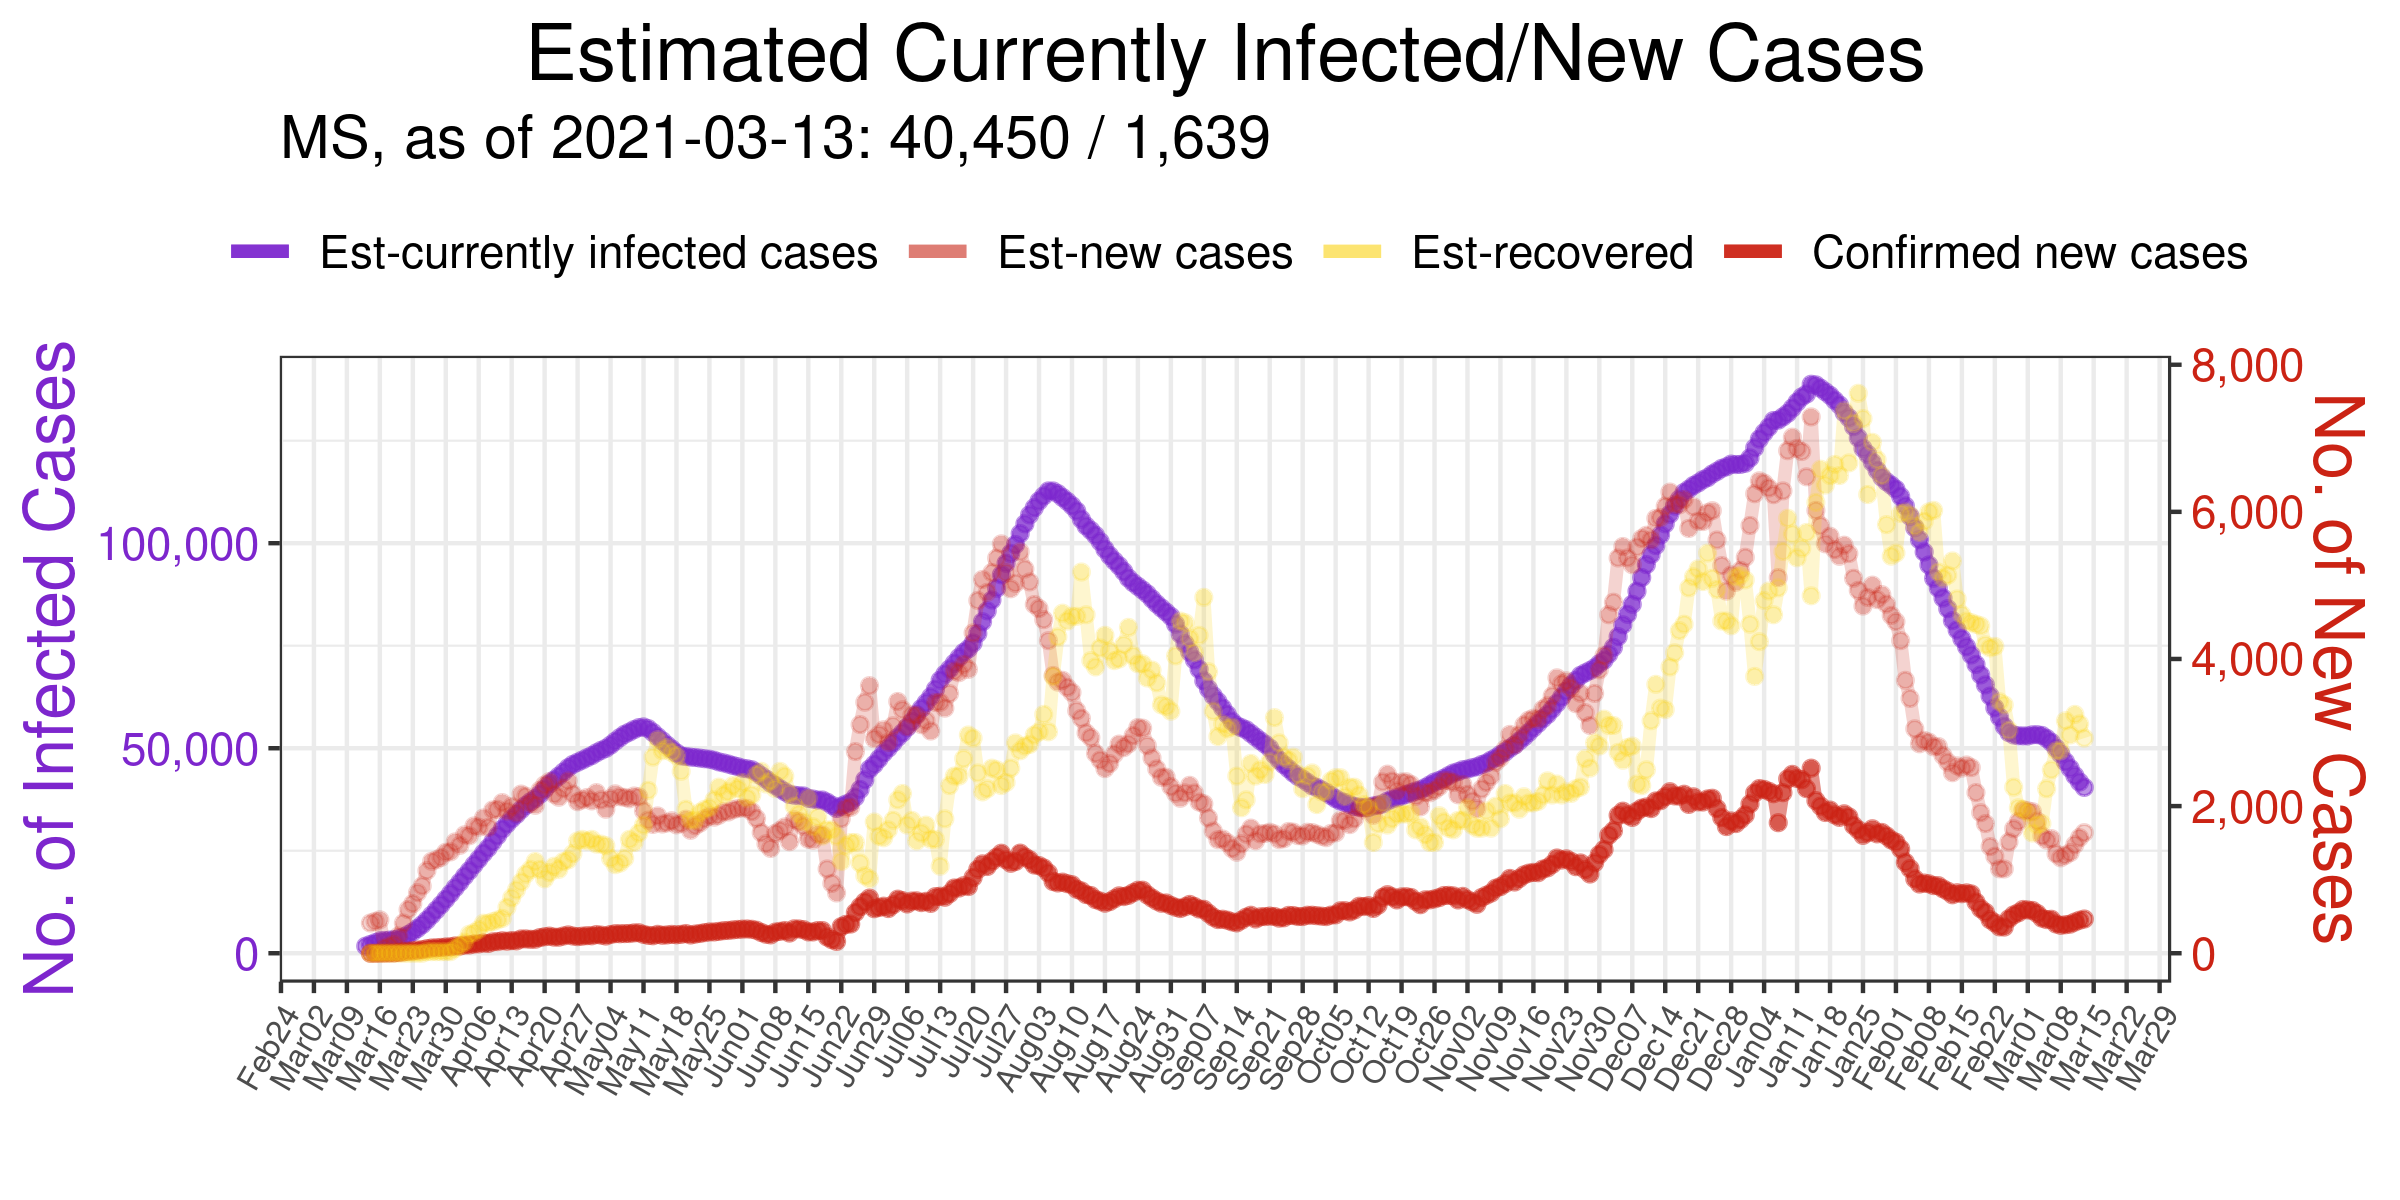 Estimated Currently Infected/New Cases
MS, as of 2021-03-13: 40,450 / 1,639
Est-currently infected cases Est-new cases Est-recovered Confirmed new cases
No. of Infected Cases
100,000
50,000
0
8,000
6,000
4,000
2,000
0
No. of New Cases
Feb24 Mar02 Mar09 Mar16 Mar23 Mar30 Apr06 Apr13 Apr20 Apr27 May04 May11 May18 May25 Jun01 Jun08 Jun15 Jun22 Jun29 Jul06 Jul13 Jul20 Jul27 Aug03 Aug10 Aug17 Aug24 Aug31 Sep07 Sep14 Sep21 Sep28 Oct05 Oct12 Oct19 Oct26 Nov02 Nov09 Nov16 Nov23 Nov30 Dec07 Dec14 Dec21 Dec28 Jan04 Jan11 Jan18 Jan25 Feb01 Feb08 Feb15 Feb22 Mar01 Mar08 Mar15 Mar22 Mar29